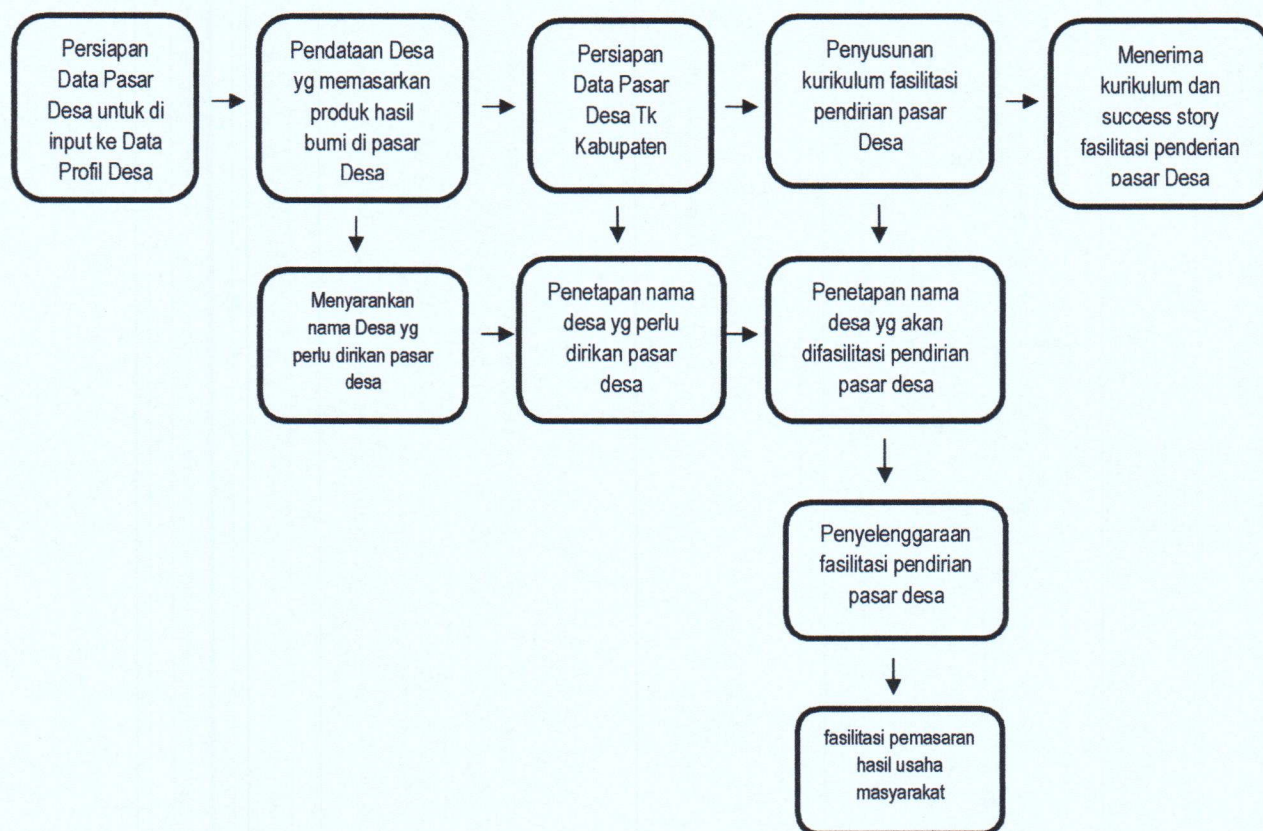 Persiapan
Data Pasar
Desa untuk di
input ke Data
Profil Desa
Pendataan Desa
yg memasarkan
produk hasil
bumi di pasar
Desa
Persiapan
Data Pasar
Desa Tk
Kabupaten
Penyusunan
kurikulum fasilitasi
pendirian pasar
Desa
Menerima
kurikulum dan
success story
fasilitasi penderian
pasar Desa
Menyarankan
nama Desa yg
perlu dirikan pasar
desa
Penetapan nama
desa yg perlu
dirikan pasar
desa
Penetapan nama
desa yg akan
difasilitasi pendirian
pasar desa
Penyelenggaraan
fasilitasi pendirian
pasar desa
fasilitasi pemasaran
hasil usaha
masyarakat